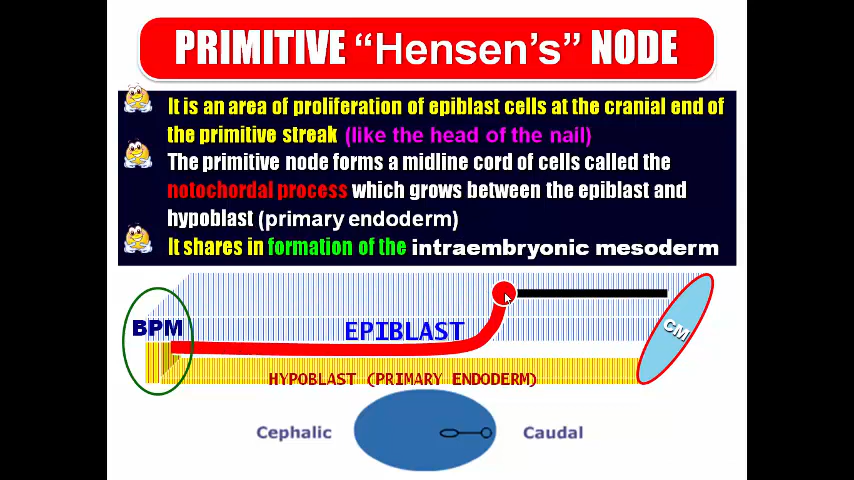 PRIMITIVE “Hensen’s” NODE
It is an area of proliferation of epiblast cells at the cranial end of
the primitive streak (like the head of the nail)
The primitive node forms a midline cord of cells called the
notochordal process which grows between the epiblast and
hypoblast (primary endoderm)
It shares in formation of the intraembryonic mesoderm
BPM
EPIBLAST
CM
HYPOBLAST (PRIMARY ENDODERM)
Cephalic
Caudal